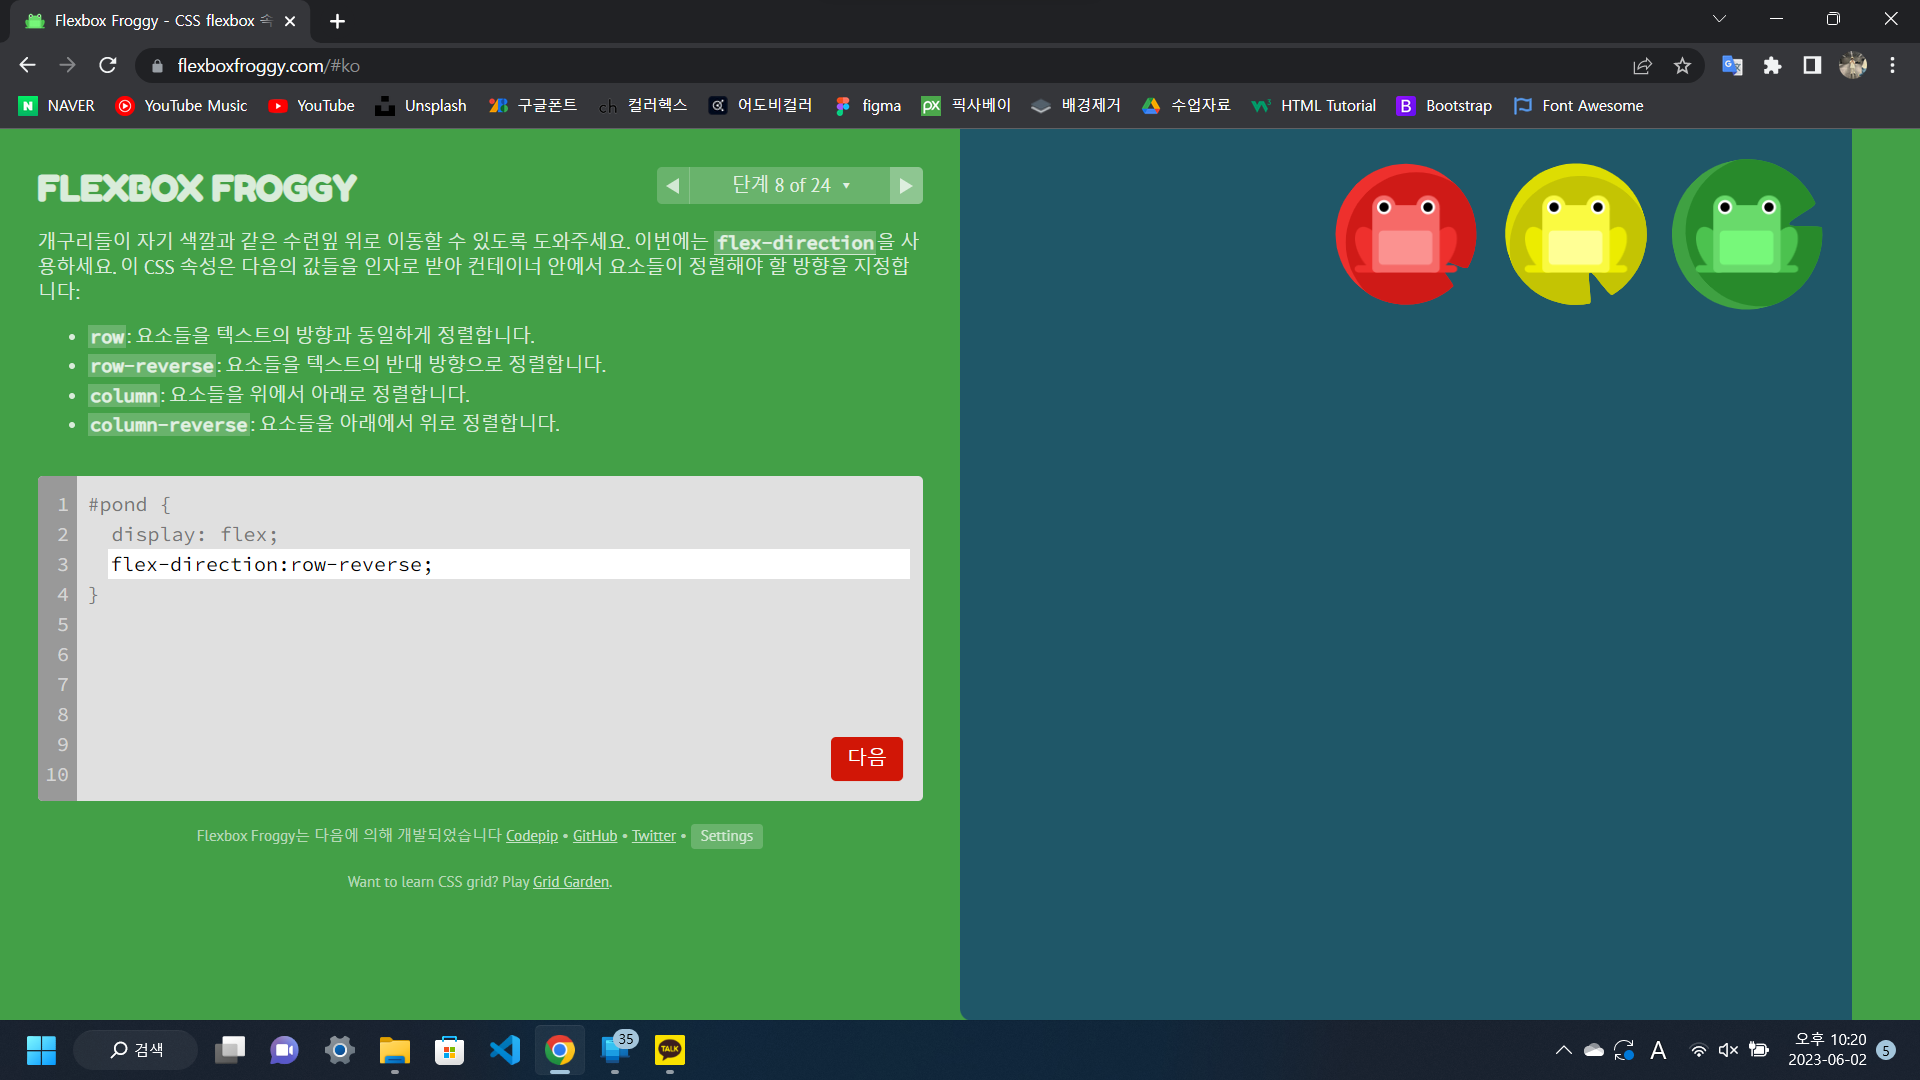 Flexbox Froggy - CSS flexbox 속
flexboxfroggy.com/#ko
NAVER YouTube Music YouTube Unsplash 구글폰트 ch 컬러헥스 어도비컬러 figma px 픽사베이 배경제거 수업자료 HTML Tutorial B Bootstrap Font Awesome
FLEXBOX FROGGY
단계 8 of 24
개구리들이 자기 색깔과 같은 수련잎 위로 이동할 수 있도록 도와주세요. 이번에는 flex-direction을 사
용하세요. 이 CSS 속성은 다음의 값들을 인자로 받아 컨테이너 안에서 요소들이 정렬해야 할 방향을 지정합
니다:
• row: 요소들을 텍스트의 방향과 동일하게 정렬합니다.
• row-reverse: 요소들을 텍스트의 반대 방향으로 정렬합니다.
• column: 요소들을 위에서 아래로 정렬합니다.
• column-reverse: 요소들을 아래에서 위로 정렬합니다.
1 #pond {
2 display: flex;
3 flex-direction:row-reverse;
4 }
5
6
7
8
9
10
다음
Flexbox Froggy는 다음에 의해 개발되었습니다 Codepip • GitHub • Twitter • Settings
Want to learn CSS grid? Play Grid Garden.
검색
35
TALK
A
오후 10:20
2023-06-02
5